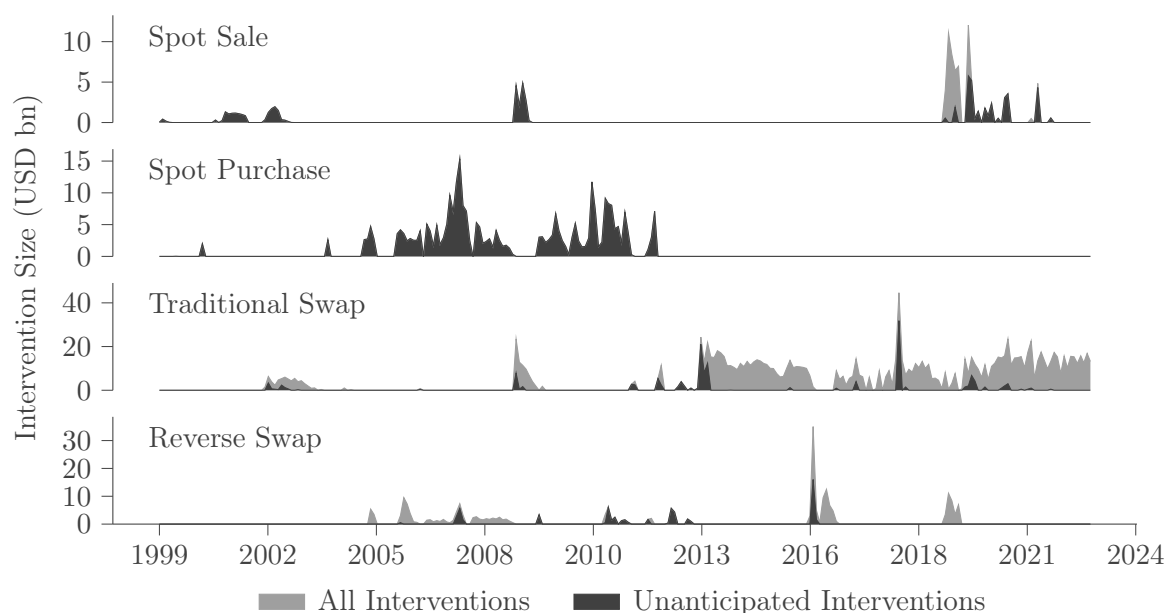 Intervention Size (USD bn)
Spot Sale
10
5
0
Spot Purchase
15
10
5
0
Traditional Swap
40
20
0
Reverse Swap
30
20
10
0
1999 2002 2005 2008 2010 2013 2016 2018 2021 2024
All Interventions Unanticipated Interventions